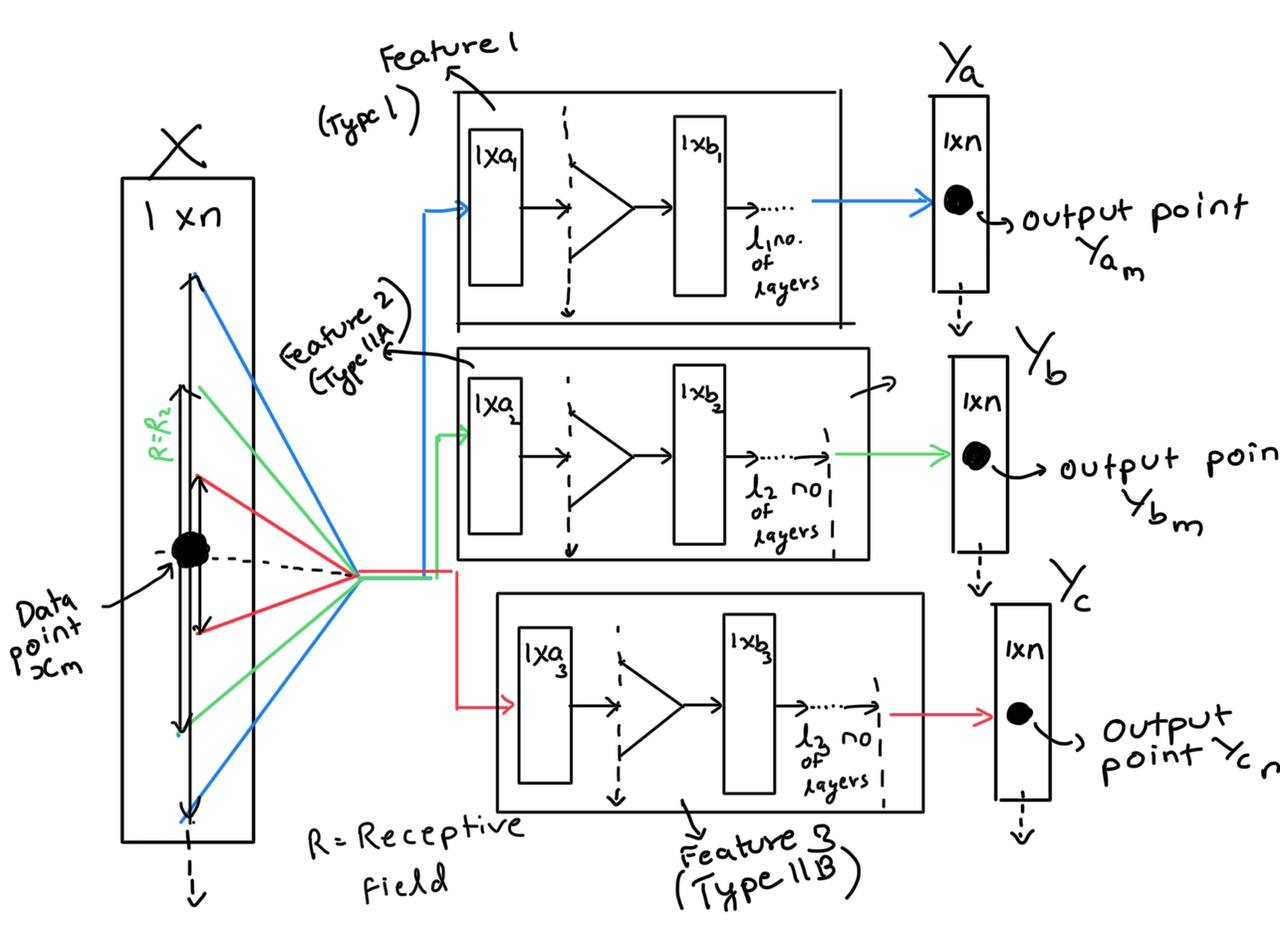 X
1 xn
R=R2
Data
point
xm
R = Receptive
Field
Feature 1
(Type 1)
1xa1
1xb1
l1 no.
of
layers
Ya
1xn
Output point
Yam
Feature 2
(Type IIA)
1xa2
1xb2
l2 no
of
layers
Yb
1xn
Output poin
Ybm
1xa3
1xb3
l3 no
of
layers
Feature 3
(Type IIB)
Yc
1xn
Output
point Yc